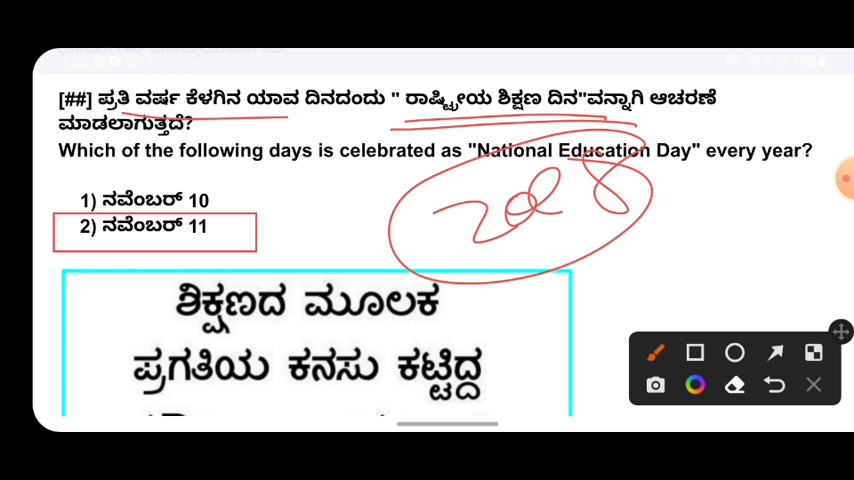 [##] ಪ್ರತಿ ವರ್ಷ ಕೆಳಗಿನ ಯಾವ ದಿನದಂದು " ರಾಷ್ಟ್ರೀಯ ಶಿಕ್ಷಣ ದಿನ"ವನ್ನಾಗಿ ಆಚರಣೆ
ಮಾಡಲಾಗುತ್ತದೆ?
Which of the following days is celebrated as "National Education Day" every year?
2008
1) ನವೆಂಬರ್ 10
2) ನವೆಂಬರ್ 11
ಶಿಕ್ಷಣದ ಮೂಲಕ
ಪ್ರಗತಿಯ ಕನಸು ಕಟ್ಟಿದ್ದ